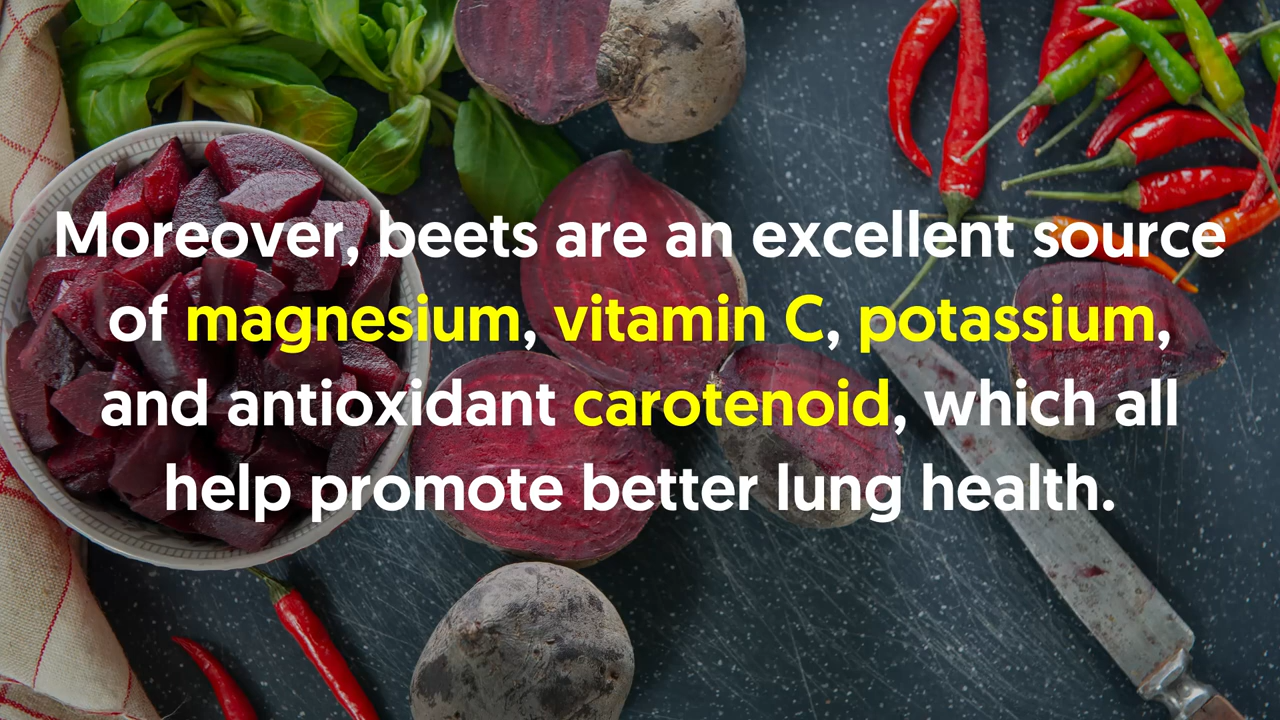 Moreover, beets are an excellent source
of magnesium, vitamin C, potassium,
and antioxidant carotenoid, which all
help promote better lung health.